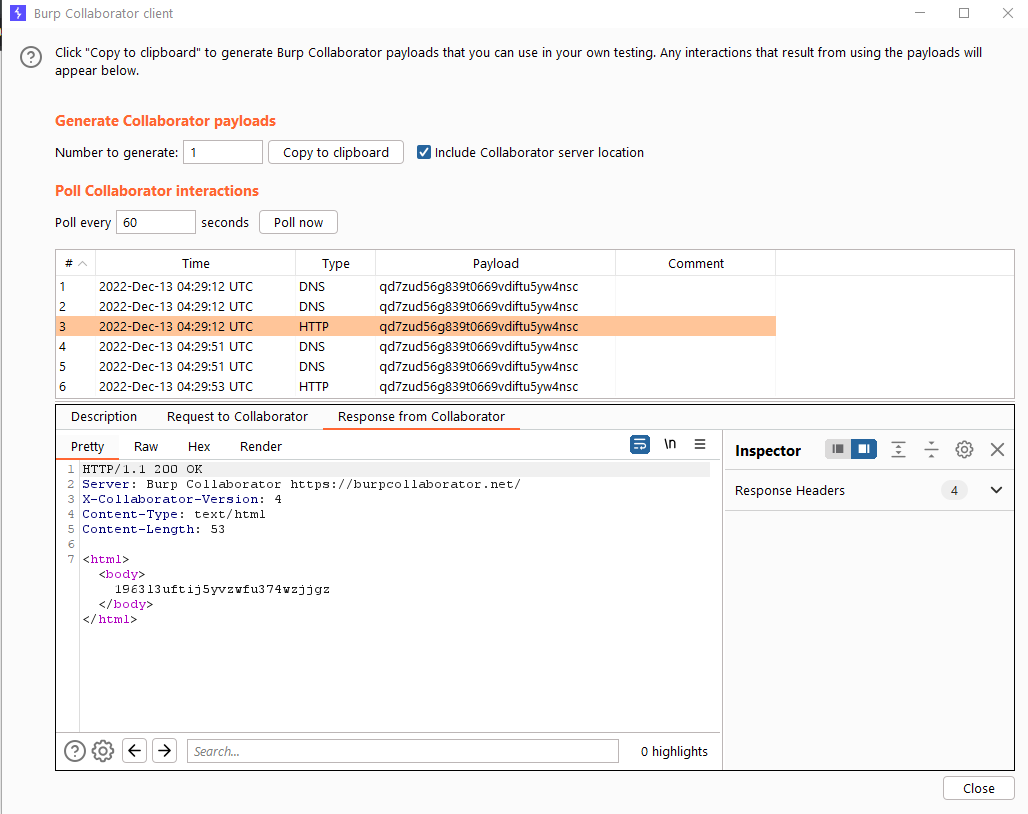 Burp Collaborator client
Click "Copy to clipboard" to generate Burp Collaborator payloads that you can use in your own testing. Any interactions that result from using the payloads will
appear below.
Generate Collaborator payloads
Number to generate: 1 Copy to clipboard Include Collaborator server location
Poll Collaborator interactions
Poll every 60 seconds Poll now
# Time Type Payload Comment
1 2022-Dec-13 04:29:12 UTC DNS qd7zud56g839t0669vdiftu5yw4nsc
2 2022-Dec-13 04:29:12 UTC DNS qd7zud56g839t0669vdiftu5yw4nsc
3 2022-Dec-13 04:29:12 UTC HTTP qd7zud56g839t0669vdiftu5yw4nsc
4 2022-Dec-13 04:29:51 UTC DNS qd7zud56g839t0669vdiftu5yw4nsc
5 2022-Dec-13 04:29:51 UTC DNS qd7zud56g839t0669vdiftu5yw4nsc
6 2022-Dec-13 04:29:53 UTC HTTP qd7zud56g839t0669vdiftu5yw4nsc
Description Request to Collaborator Response from Collaborator
Pretty Raw Hex Render \n
Inspector
Response Headers 4
1 HTTP/1.1 200 OK
2 Server: Burp Collaborator https://burpcollaborator.net/
3 X-Collaborator-Version: 4
4 Content-Type: text/html
5 Content-Length: 53
6
7 <html>
<body>
196313uftij5yvzwfu374wzjjgz
</body>
</html>
Search...
0 highlights
Close